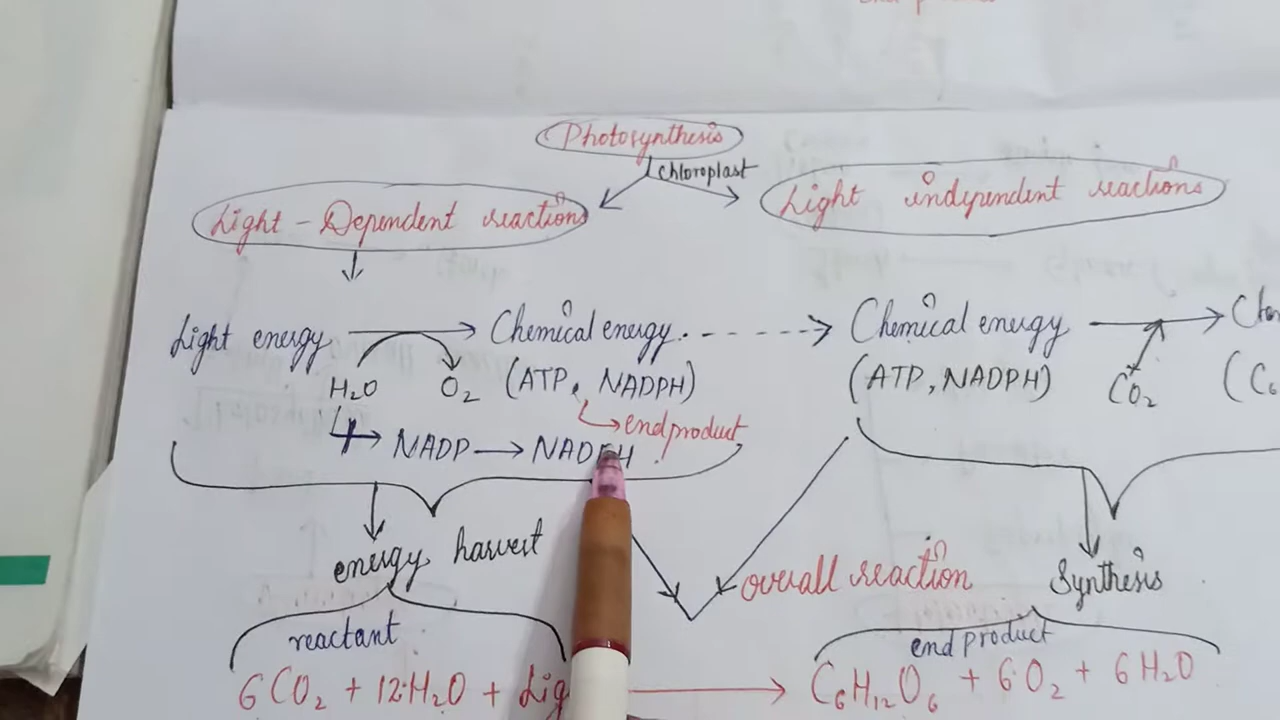 Photosynthesis
chloroplast
Light - Dependent reactions
Light independent reactions
Light energy → Chemical energy - - - → Chemical energy →
H₂O O₂ (ATP, NADPH) (ATP, NADPH) CO₂ (C₆
→ end product
→ NADP → NADPH
energy harvest
overall reaction
Synthesis
reactant
end product
6CO₂ + 12H₂O + → C₆H₁₂O₆ + 6O₂ + 6H₂O